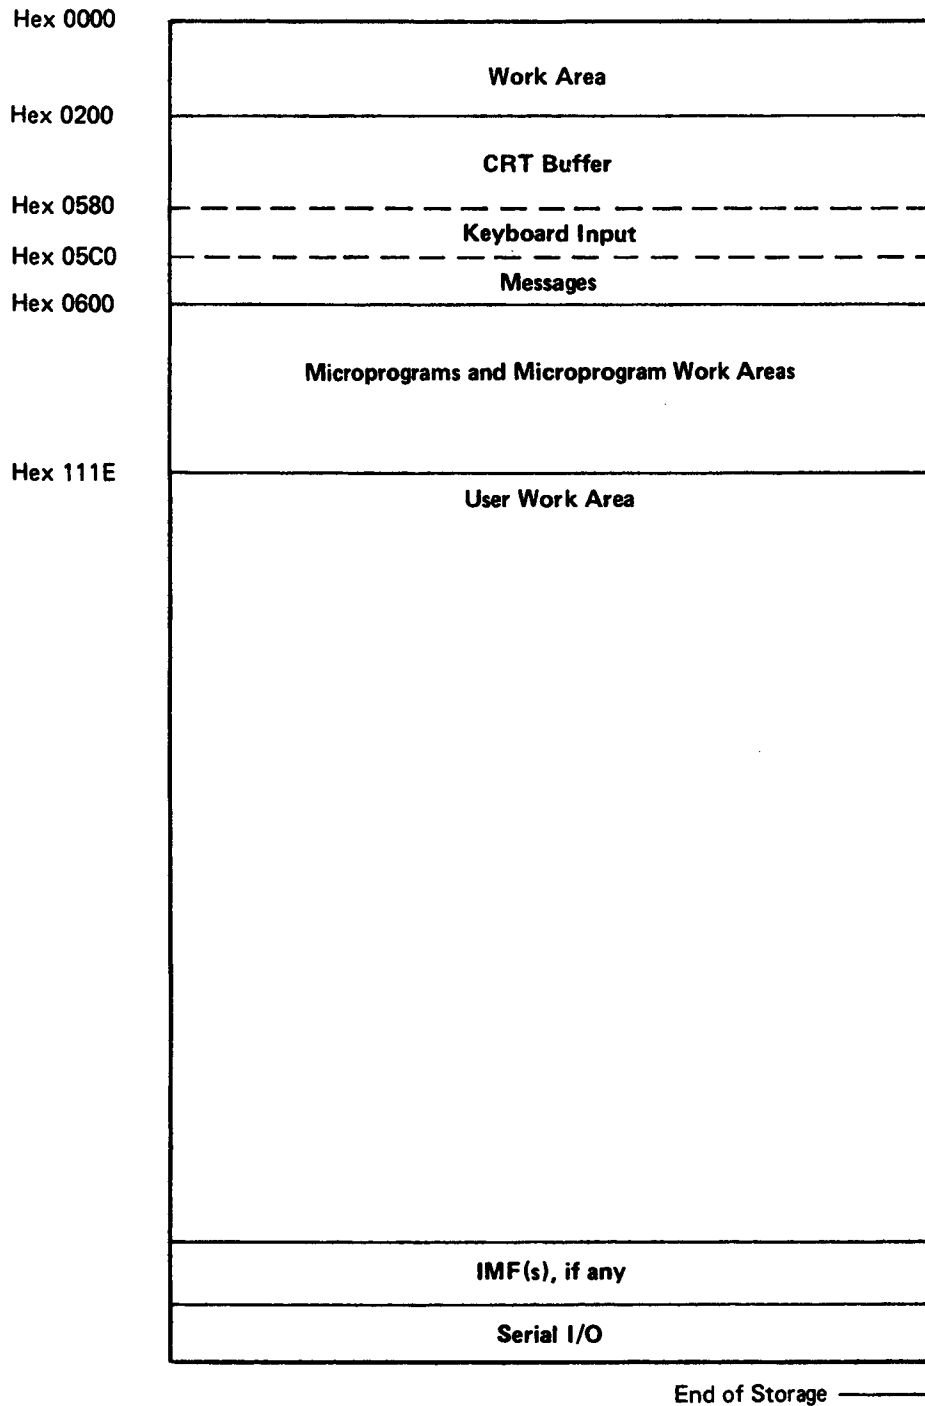 Hex 0000
Work Area
Hex 0200
CRT Buffer
Hex 0580
Keyboard Input
Hex 05C0
Messages
Hex 0600
Microprograms and Microprogram Work Areas
Hex 111E
User Work Area
IMF(s), if any
Serial I/O
End of Storage